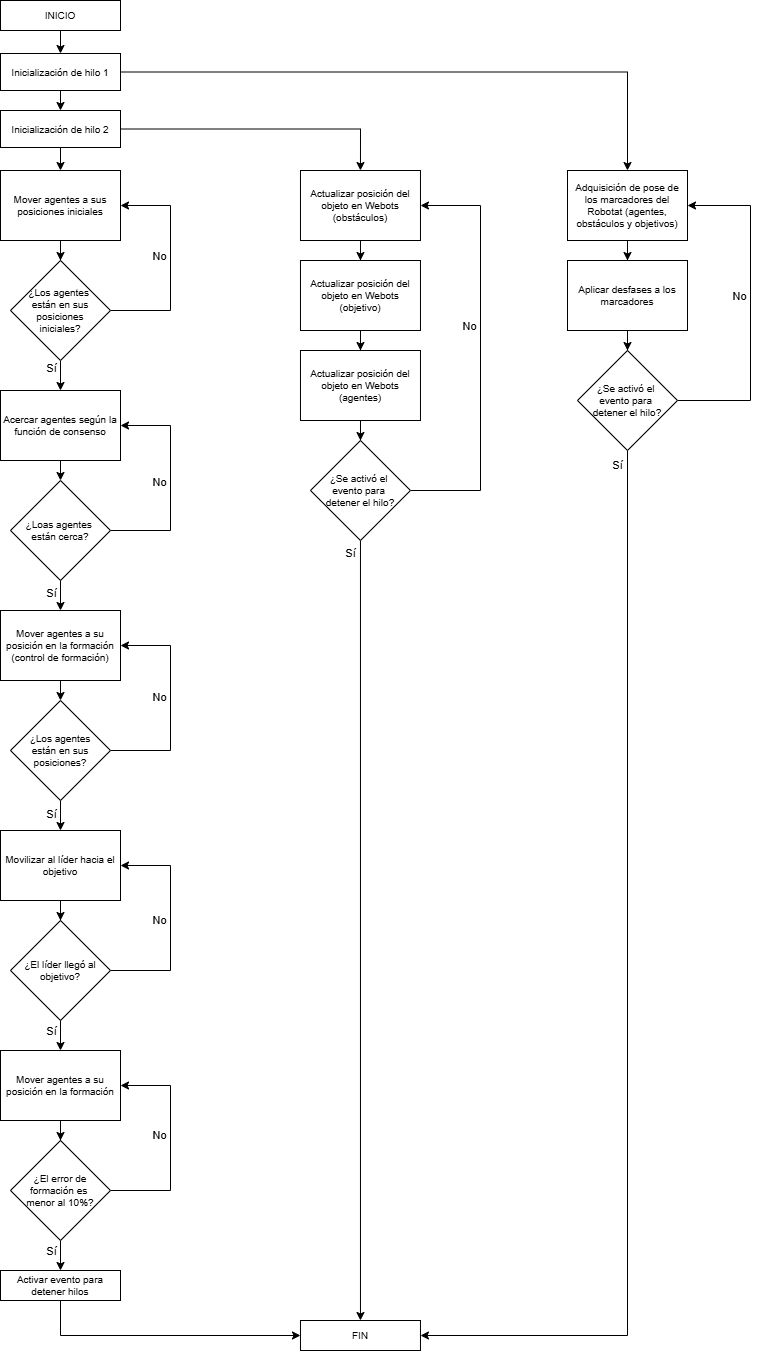 INICIO
Inicialización de hilo 1
Inicialización de hilo 2
Mover agentes a sus
posiciones iniciales
No
¿Los agentes
están en sus
posiciones
iniciales?
Sí
Acercar agentes según la
función de consenso
No
¿Loas agentes
están cerca?
Sí
Mover agentes a su
posición en la formación
(control de formación)
No
¿Los agentes
están en sus
posiciones?
Sí
Movilizar al líder hacia el
objetivo
No
¿El líder llegó al
objetivo?
Sí
Mover agentes a su
posición en la formación
No
¿El error de
formación es
menor al 10%?
Sí
Activar evento para
detener hilos
Actualizar posición del
objeto en Webots
(obstáculos)
Actualizar posición del
objeto en Webots
(objetivo)
No
Actualizar posición del
objeto en Webots
(agentes)
¿Se activó el
evento para
detener el hilo?
Sí
Adquisición de pose de
los marcadores del
Robotat (agentes,
obstáculos y objetivos)
Aplicar desfases a los
marcadores
No
¿Se activó el
evento para
detener el hilo?
Sí
FIN